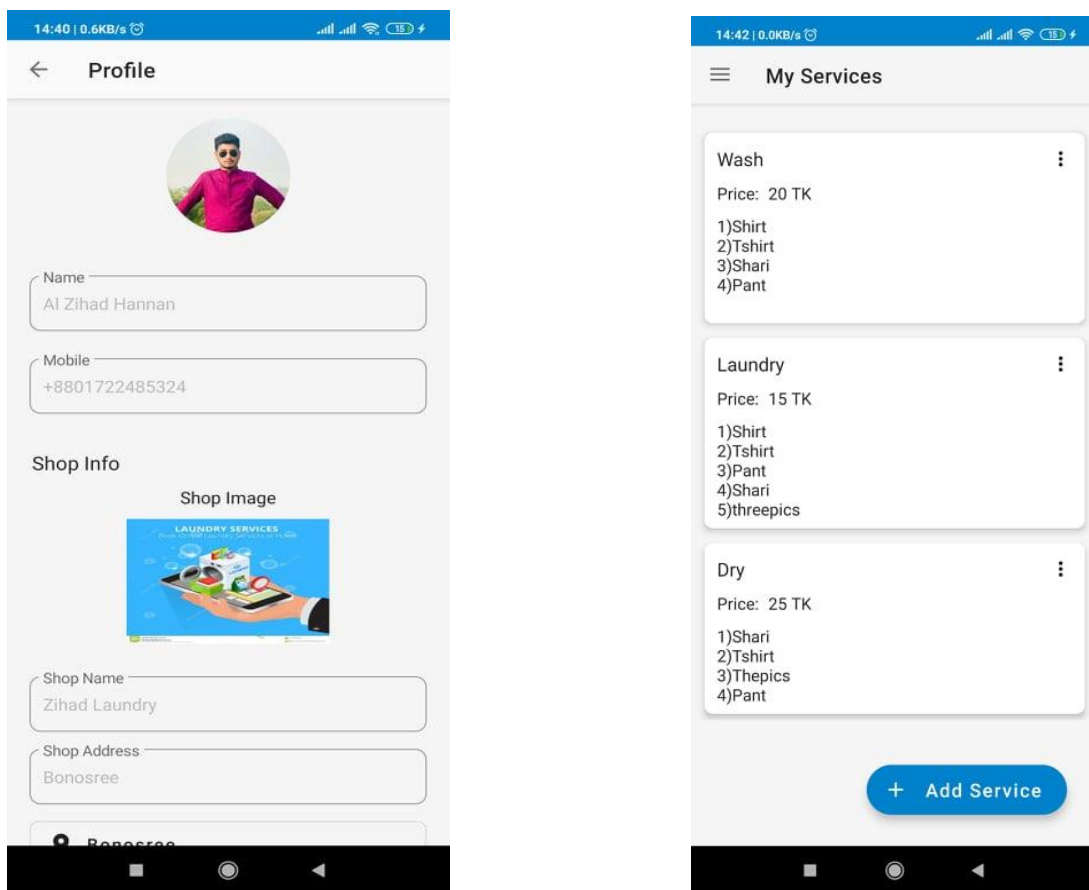 14:40 | 0.6KB/s
15
Profile
Name
Al Zihad Hannan
Mobile
+8801722485324
Shop Info
Shop Image
LAUNDRY SERVICES
Shop Name
Zihad Laundry
Shop Address
Bonosree
Bonosree
14:42 | 0.0KB/s
15
My Services
Wash
Price: 20 TK
1)Shirt
2)Tshirt
3)Shari
4)Pant
Laundry
Price: 15 TK
1)Shirt
2)Tshirt
3)Pant
4)Shari
5)threepics
Dry
Price: 25 TK
1)Shari
2)Tshirt
3)Thepics
4)Pant
+ Add Service